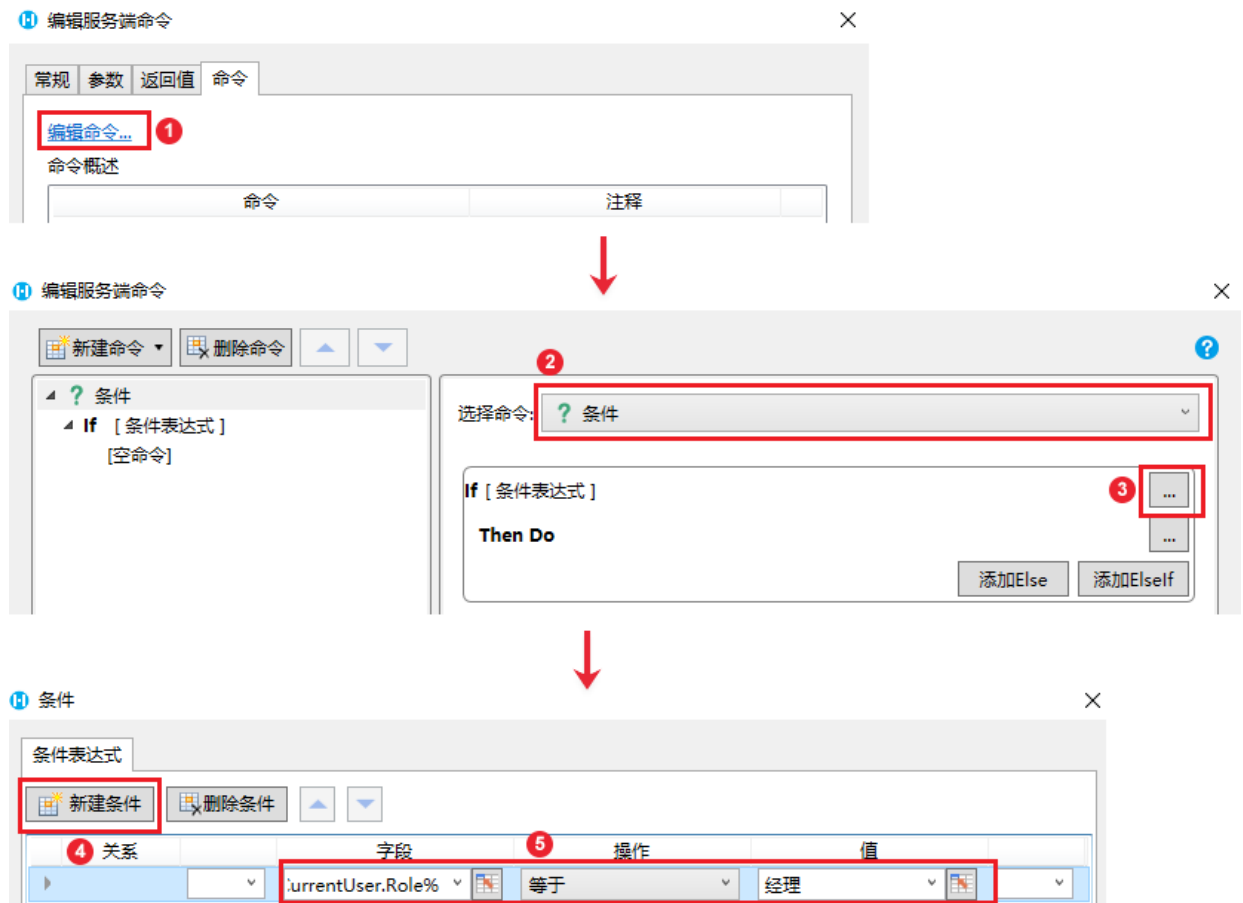 编辑服务端命令
常规 参数 返回值 命令
编辑命令... 1
命令概述
命令 注释
编辑服务端命令
新建命令 删除命令
2
? 条件
选择命令: ? 条件
If [ 条件表达式 ]
[空命令]
If [ 条件表达式 ] 3 ...
Then Do ...
添加Else 添加ElseIf
条件
条件表达式
新建条件 删除条件
4 关系 字段 5 操作 值
urrentUser.Role% 等于 经理